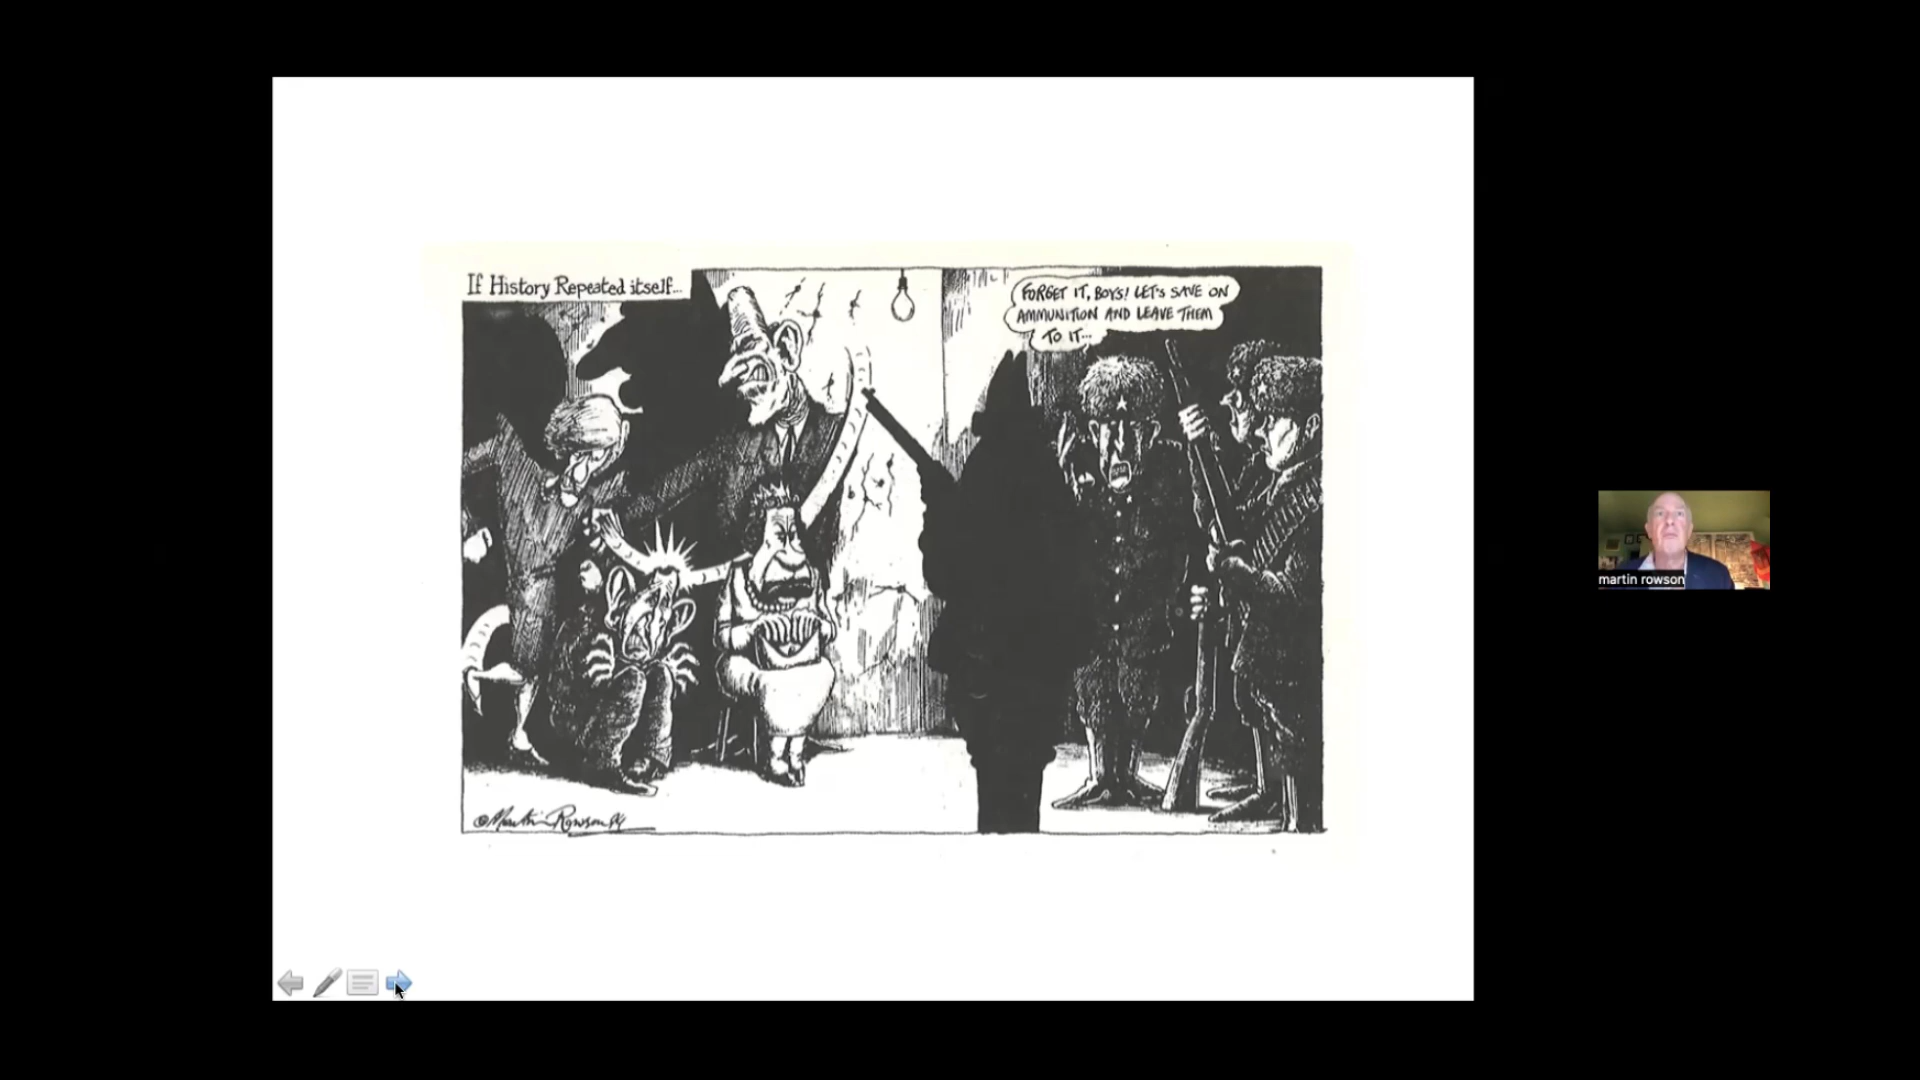 If History Repeated itself...
FORGET IT, BOYS! LET'S SAVE ON
AMMUNITION AND LEAVE THEM
TO IT...
© Martin Rowson 94
martin rowson